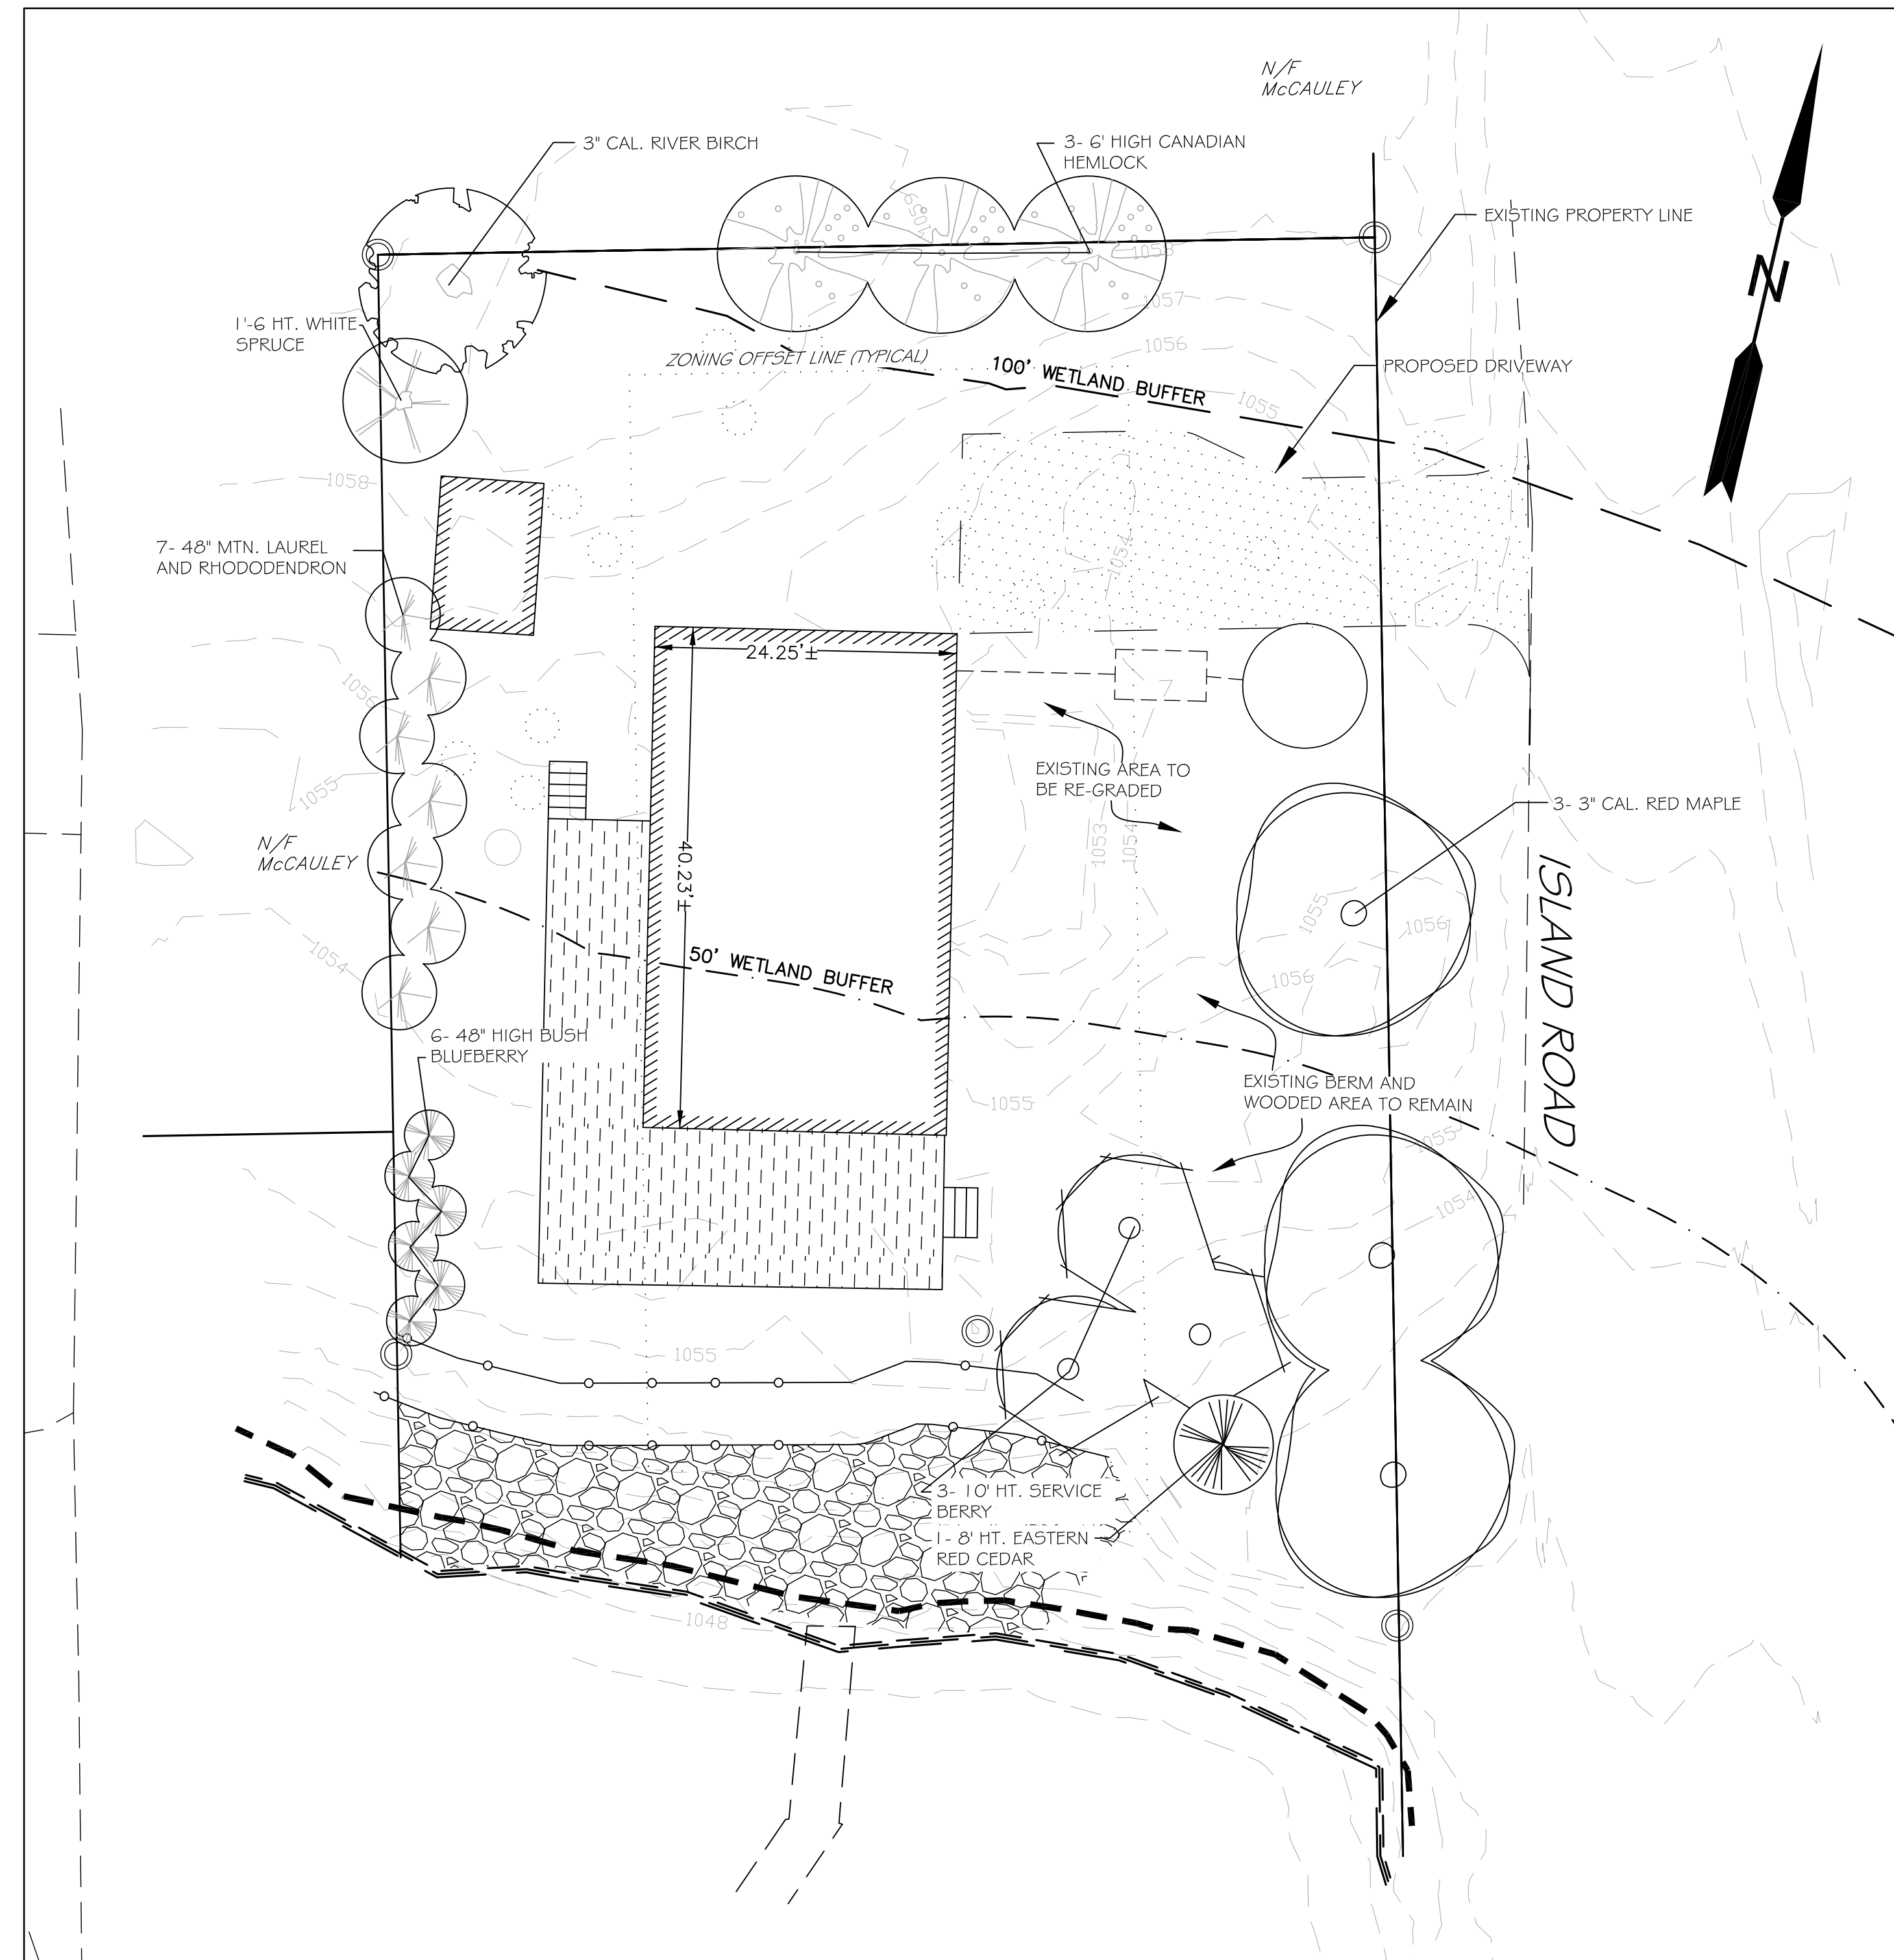 N/F
McCAULEY
3" CAL. RIVER BIRCH
3- 6' HIGH CANADIAN
HEMLOCK
EXISTING PROPERTY LINE
1059
1058
N
1057
1'-6 HT. WHITE
SPRUCE
1056
ZONING OFFSET LINE (TYPICAL)
100' WETLAND BUFFER
PROPOSED DRIVEWAY
1055
1058
7- 48" MTN. LAUREL
AND RHODODENDRON
1054
24.25'±
1056
EXISTING AREA TO
BE RE-GRADED
1055
3- 3" CAL. RED MAPLE
N/F
McCAULEY
40.23'±
1053
1054
ISLAND ROAD
1055
1056
1054
50' WETLAND BUFFER
1056
6- 48" HIGH BUSH
BLUEBERRY
EXISTING BERM AND
WOODED AREA TO REMAIN
1055
1055
1054
1055
3- 10' HT. SERVICE
BERRY
1- 8' HT. EASTERN
RED CEDAR
1048